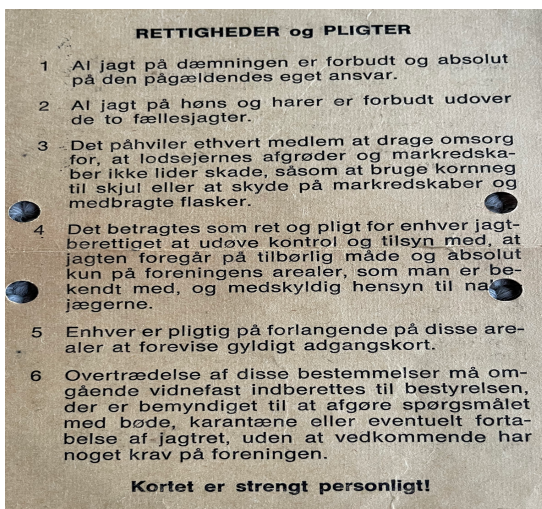 RETTIGHEDER og PLIGTER
1 Al jagt på dæmningen er forbudt og absolut
på den pågældendes eget ansvar.
2 Al jagt på høns og harer er forbudt udover
de to fællesjagter.
3 Det påhviler ethvert medlem at drage omsorg
for, at lodsejernes afgrøder og markredska-
ber ikke lider skade, såsom at bruge kornneg
til skjul eller at skyde på markredskaber og
medbragte flasker.
4 Det betragtes som ret og pligt for enhver jagt-
berettiget at udøve kontrol og tilsyn med, at
jagten foregår på tilbørlig måde og absolut
kun på foreningens arealer, som man er be-
kendt med, og medskyldig hensyn til
jægerne.
5 Enhver er pligtig på forlangende på disse are-
aler at forevise gyldigt adgangskort.
6 Overtrædelse af disse bestemmelser må om-
gående vidnefast indberettes til bestyrelsen,
der er bemyndiget til at afgøre spørgsmålet
med bøde, karantæne eller eventuelt forta-
belse af jagtret, uden at vedkommende har
noget krav på foreningen.
Kortet er strengt personligt!